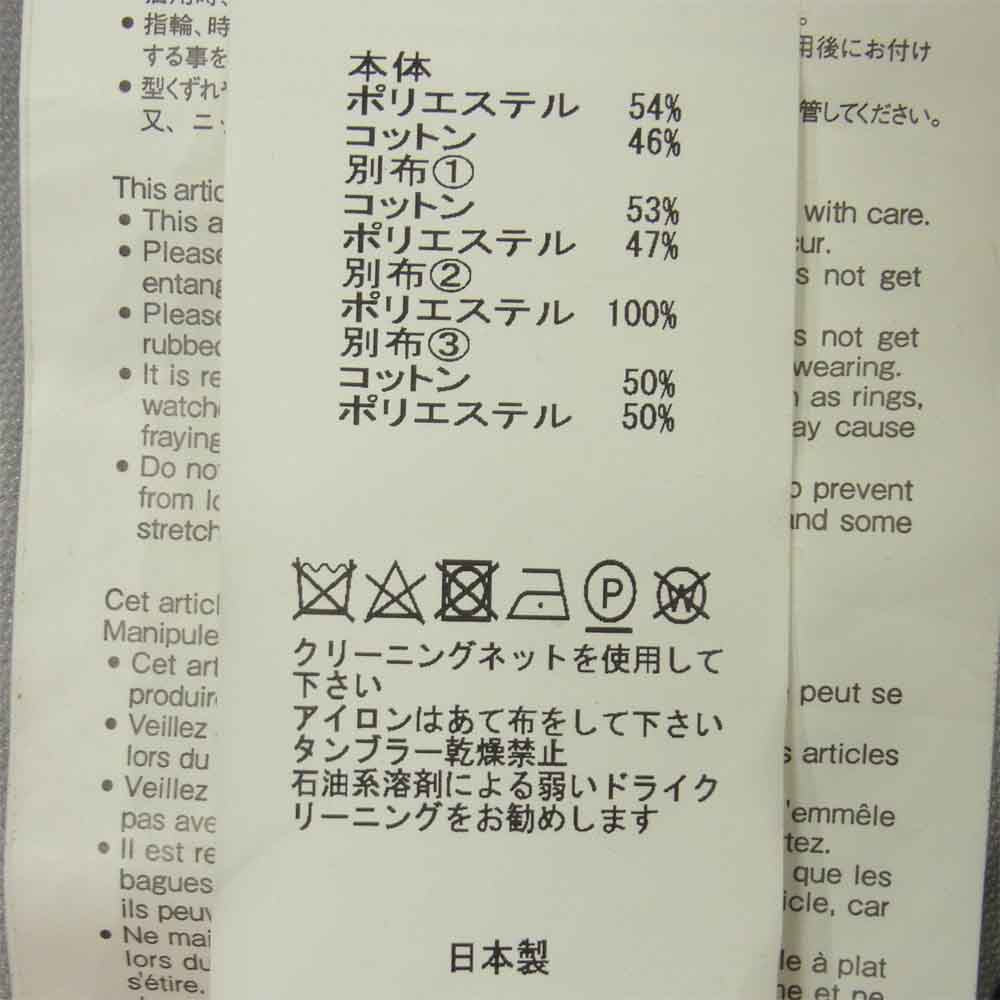 ● 指輪、時
する事を
● 型くずれ
又、ニッ
用後にお付け
管してください。
本体
ポリエステル 54%
コットン 46%
別布①
コットン 53%
ポリエステル 47%
別布②
ポリエステル 100%
別布③
コットン 50%
ポリエステル 50%
P
W
クリーニングネットを使用して
下さい
アイロンはあて布をして下さい
タンブラー乾燥禁止
石油系溶剤による弱いドライク
リーニングをお勧めします
日本製
This artic
● This a
● Please
entang
● Please
rubbed
● It is re
watch
fraying
● Do no
from lo
stretch
with care.
ur.
s not get
s not get
wearing.
as rings,
ay cause
prevent
and some
Cet articl
Manipule
● Cet art
produir
● Veillez
lors du
● Veillez
pas ave
● Il est re
bagues
ils peuv
● Ne mai
lors du
s'étire.
peut se
s articles
'emmêle
tez.
que les
icle, car
le à plat
ne et ne